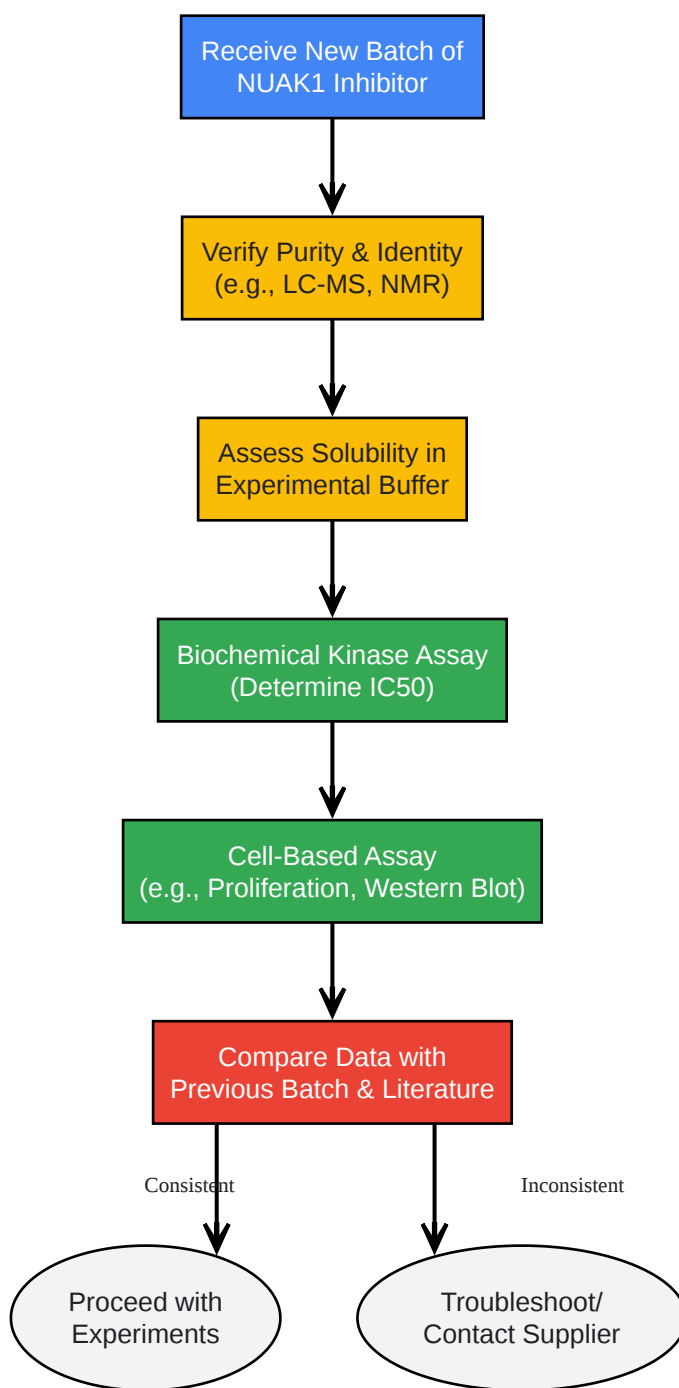 Receive New Batch of
NUAK1 Inhibitor
Verify Purity & Identity
(e.g., LC-MS, NMR)
Assess Solubility in
Experimental Buffer
Biochemical Kinase Assay
(Determine IC50)
Cell-Based Assay
(e.g., Proliferation, Western Blot)
Compare Data with
Previous Batch & Literature
Consistent
Inconsistent
Proceed with
Experiments
Troubleshoot/
Contact Supplier